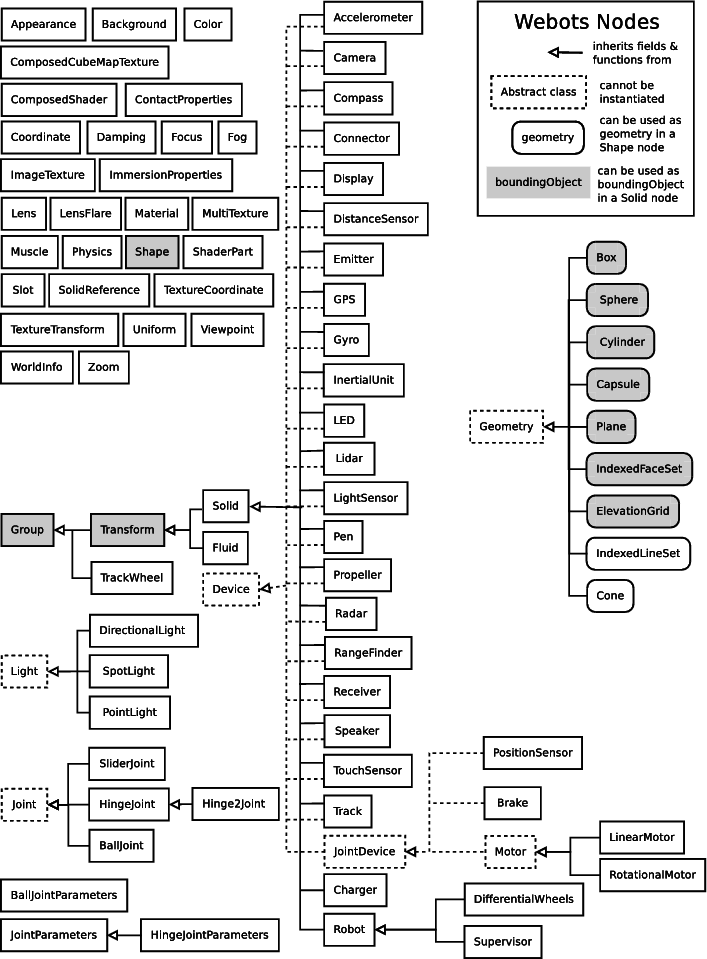 Appearance
Background
Color
ComposedCubeMapTexture
ComposedShader
ContactProperties
Coordinate
Damping
Focus
Fog
ImageTexture
ImmersionProperties
Lens
LensFlare
Material
MultiTexture
Muscle
Physics
Shape
ShaderPart
Slot
SolidReference
TextureCoordinate
TextureTransform
Uniform
Viewpoint
WorldInfo
Zoom
Group
Transform
TrackWheel
Solid
Fluid
Device
Light
DirectionalLight
SpotLight
PointLight
Joint
SliderJoint
HingeJoint
Hinge2Joint
BallJoint
BallJointParameters
JointParameters
HingeJointParameters
Accelerometer
Camera
Compass
Connector
Display
DistanceSensor
Emitter
GPS
Gyro
InertialUnit
LED
Lidar
LightSensor
Pen
Propeller
Radar
RangeFinder
Receiver
Speaker
TouchSensor
Track
JointDevice
Charger
Robot
PositionSensor
Brake
Motor
LinearMotor
RotationalMotor
DifferentialWheels
Supervisor
Webots Nodes
inherits fields &
functions from
Abstract class
cannot be
instantiated
geometry
can be used as
geometry in a
Shape node
boundingObject
can be used as
boundingObject
in a Solid node
Geometry
Box
Sphere
Cylinder
Capsule
Plane
IndexedFaceSet
ElevationGrid
IndexedLineSet
Cone